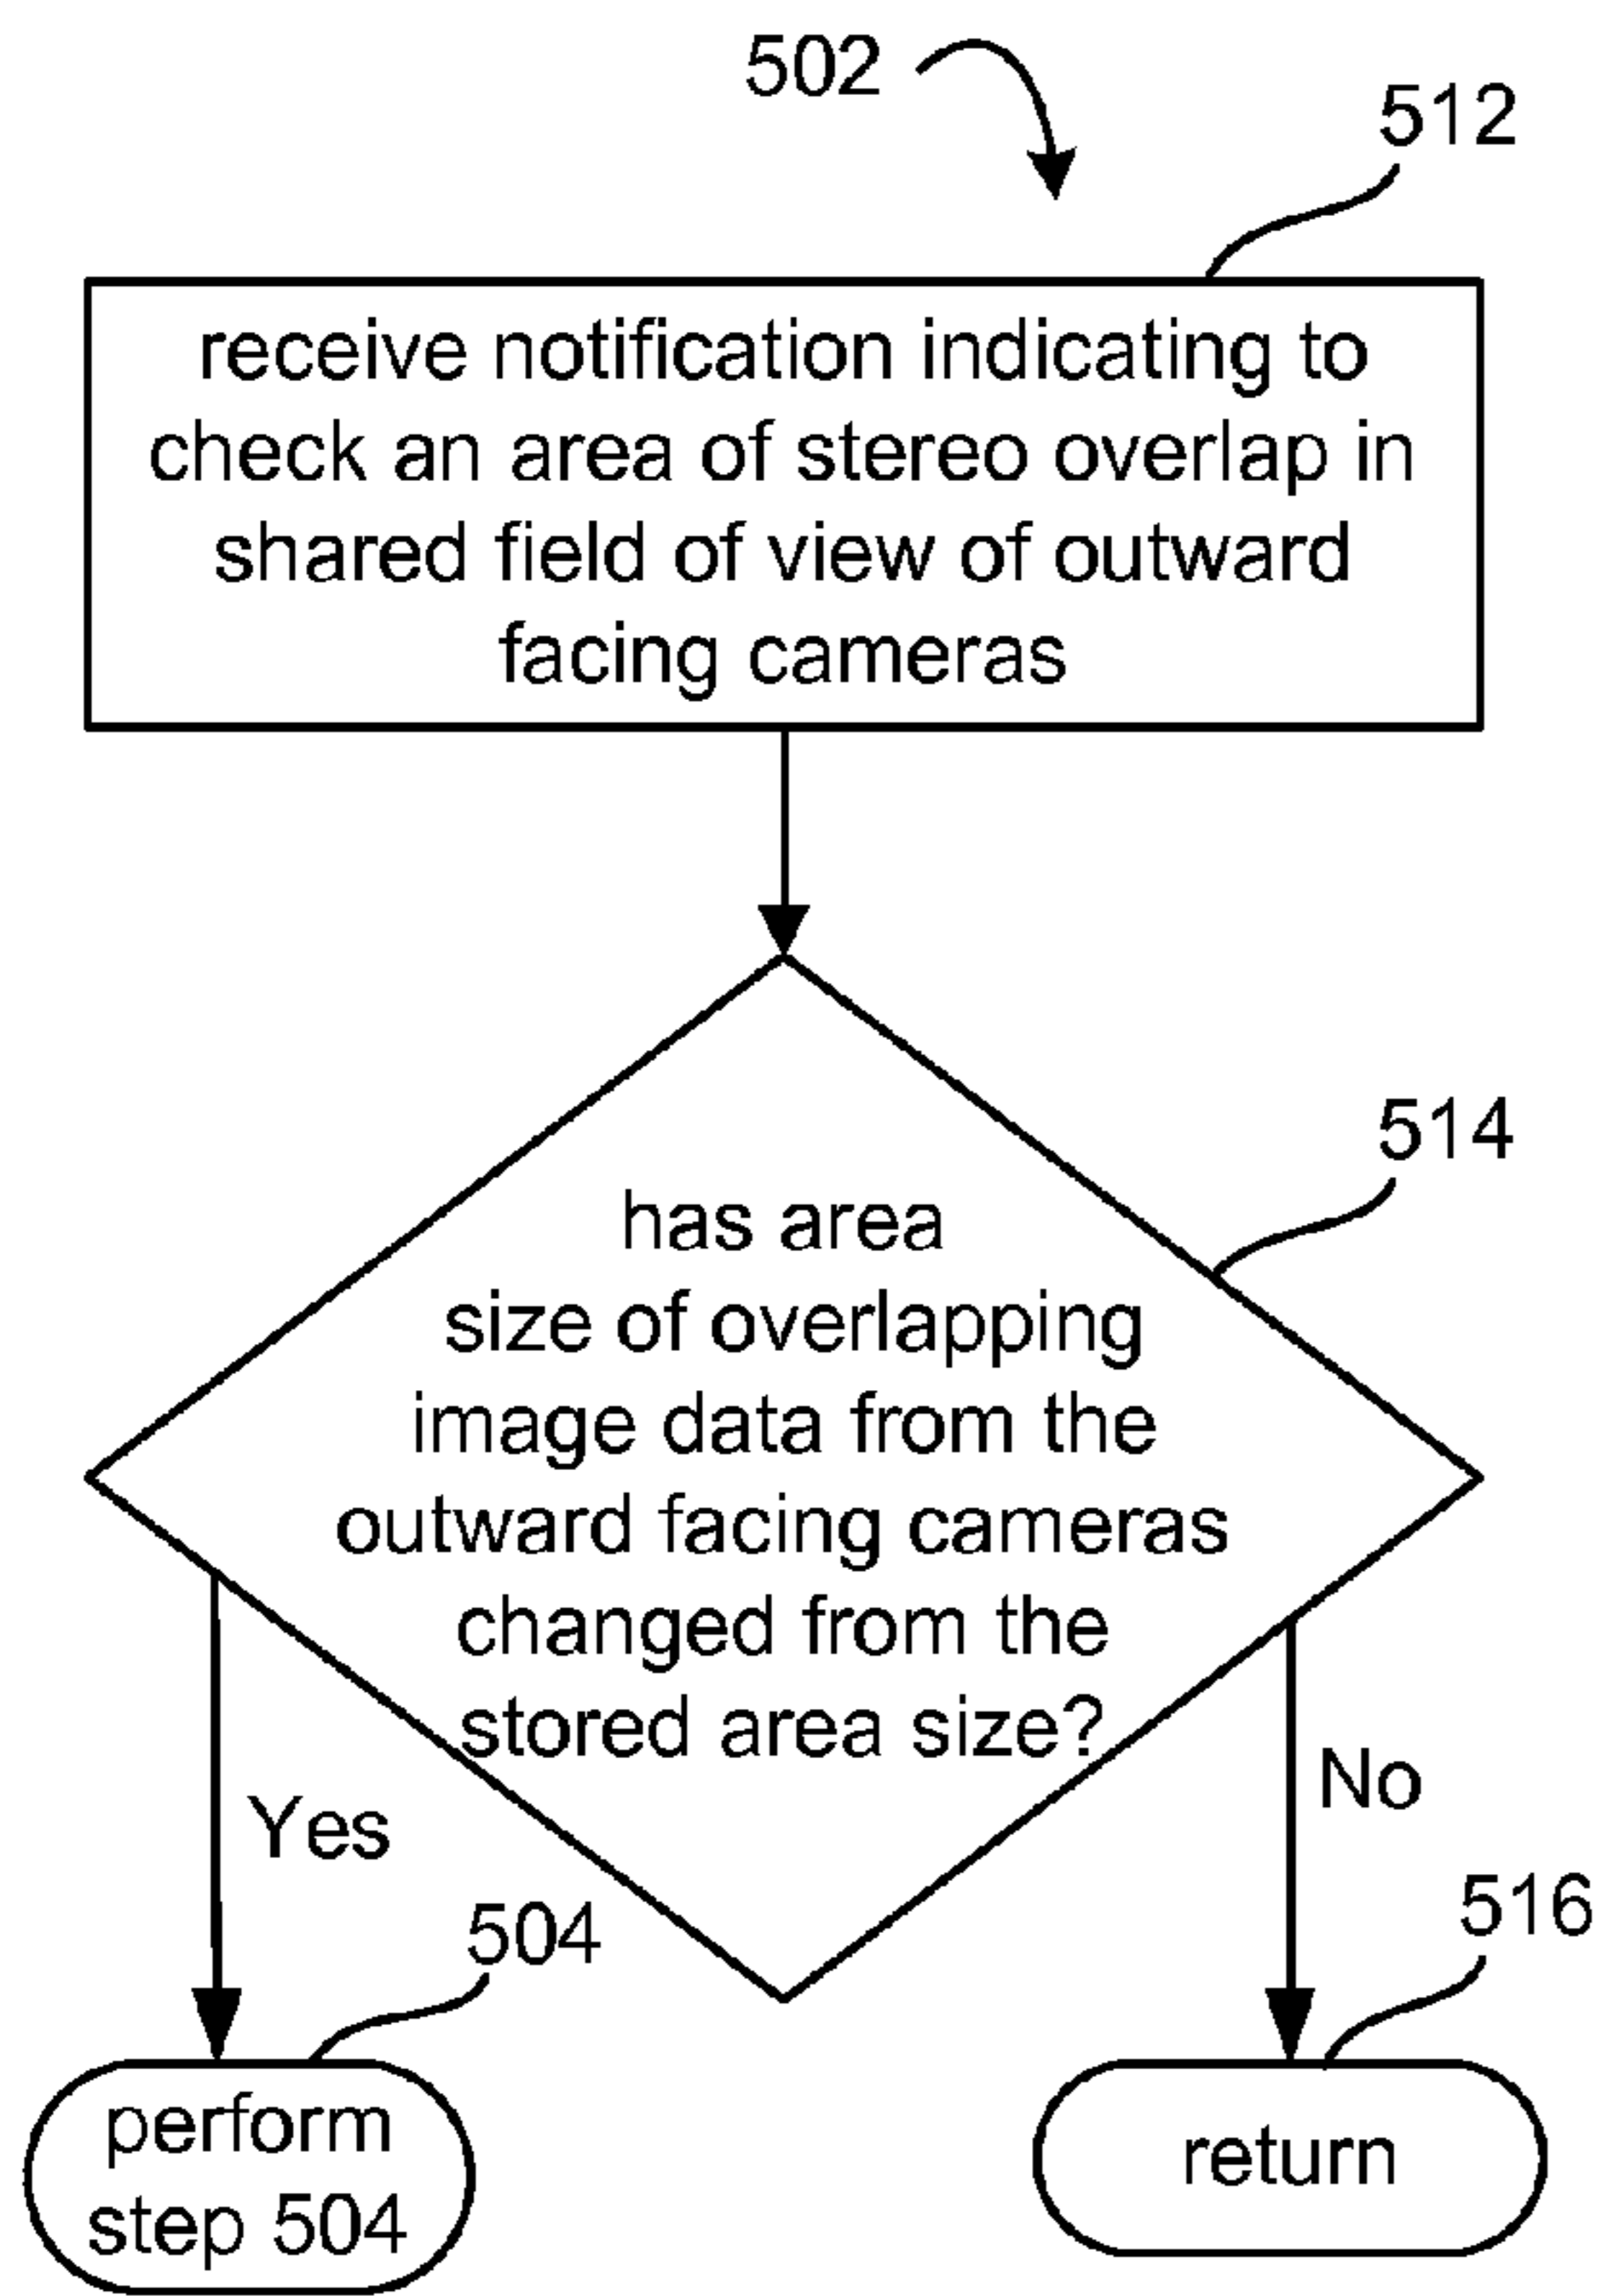 502
512
receive notification indicating to
check an area of stereo overlap in
shared field of view of outward
facing cameras
514
has area
size of overlapping
image data from the
outward facing cameras
changed from the
stored area size?
Yes
No
504
516
perform
step 504
return